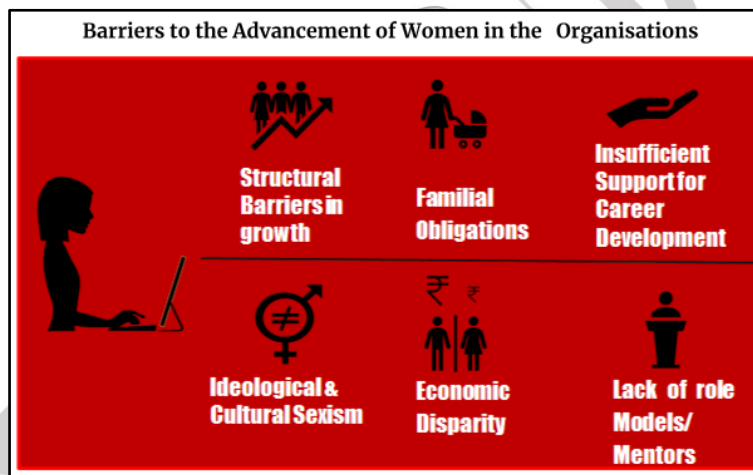 Barriers to the Advancement of Women in the Organisations
Structural
Barriers in
growth
Familial
Obligations
Insufficient
Support for
Career
Development
≠
₹ ₹
Ideological &
Cultural Sexism
Economic
Disparity
Lack of role
Models/
Mentors